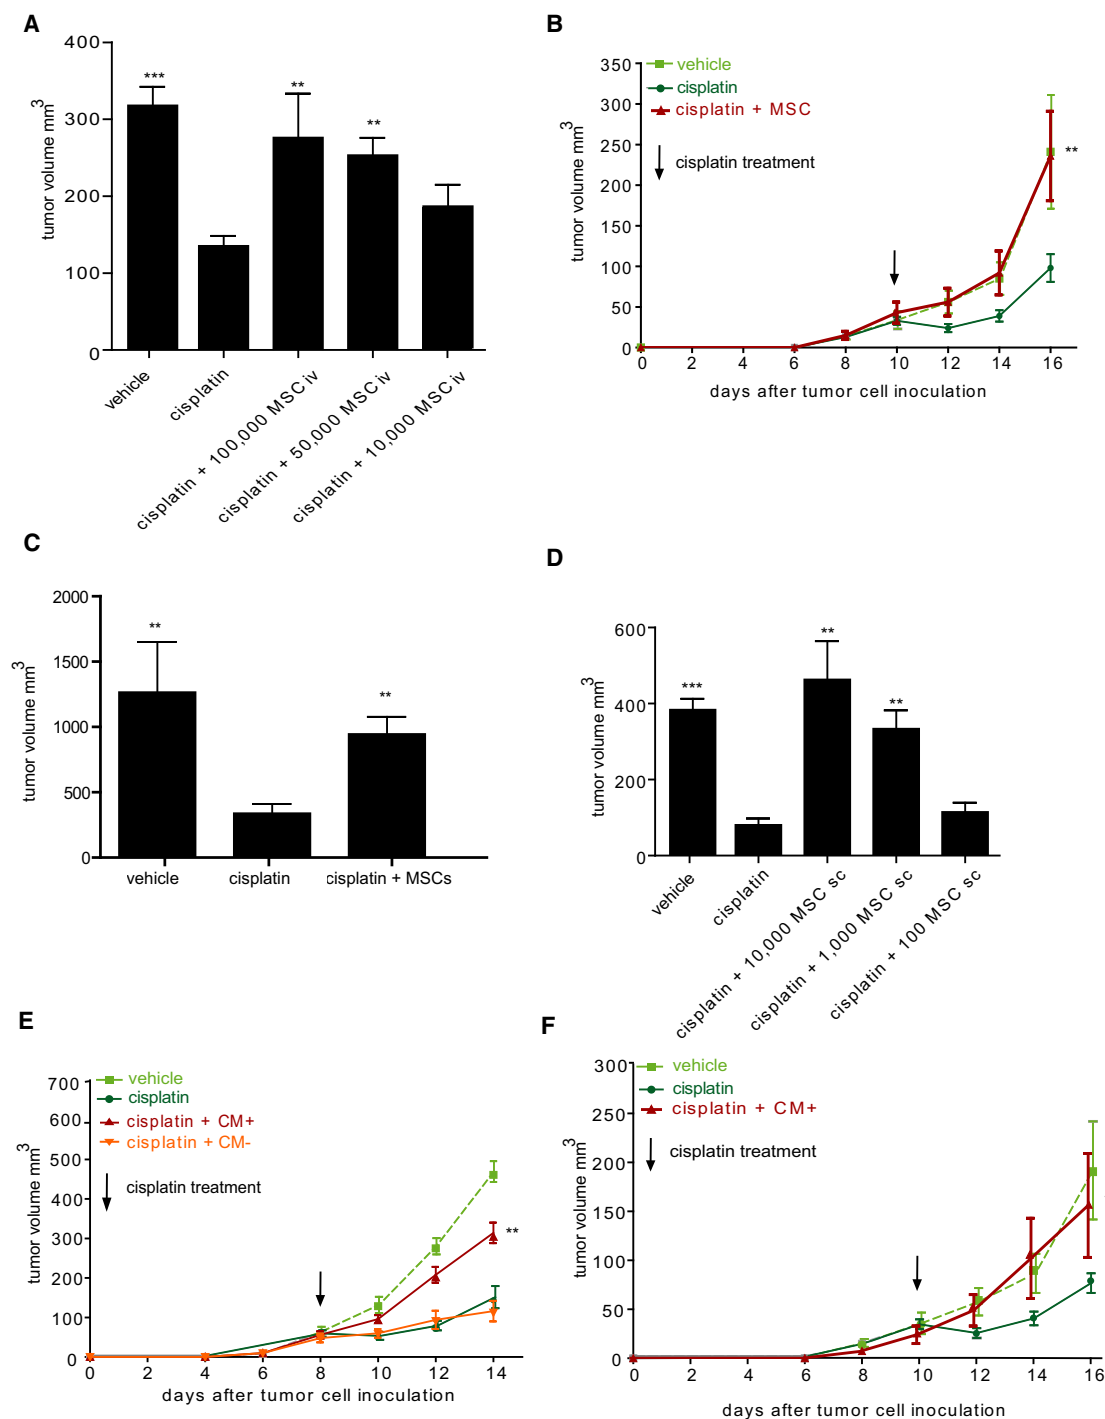 A
400
300
200
100
0
tumor volume mm3
***
**
**
vehicle
cisplatin
cisplatin + 100,000 MSC iv
cisplatin + 50,000 MSC iv
cisplatin + 10,000 MSC iv
B
350
300
250
200
150
100
50
0
tumor volume mm3
vehicle
cisplatin
cisplatin + MSC
cisplatin treatment
**
0 2 4 6 8 10 12 14 16
days after tumor cell inoculation
C
2000
1500
1000
500
0
tumor volume mm3
**
**
vehicle
cisplatin
cisplatin + MSCs
D
600
400
200
0
tumor volume mm3
***
**
**
vehicle
cisplatin
cisplatin + 10,000 MSC sc
cisplatin + 1,000 MSC sc
cisplatin + 100 MSC sc
E
700
600
500
400
300
200
100
0
tumor volume mm3
vehicle
cisplatin
cisplatin + CM+
cisplatin + CM-
cisplatin treatment
**
0 2 4 6 8 10 12 14
days after tumor cell inoculation
F
300
250
200
150
100
50
0
tumor volume mm3
vehicle
cisplatin
cisplatin + CM+
cisplatin treatment
0 2 4 6 8 10 12 14 16
days after tumor cell inoculation